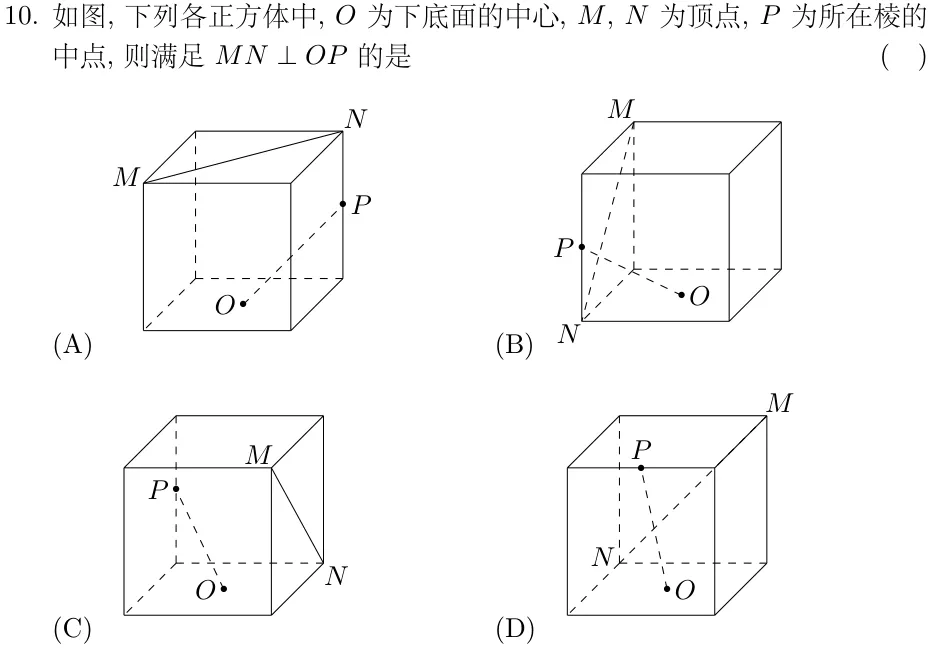 10. 如图, 下列各正方体中, O 为下底面的中心, M, N 为顶点, P 为所在棱的
中点, 则满足 MN ⊥ OP 的是 ( )
N
M
P
O
(A)
M
P
O
N
(B)
M
P
O
N
(C)
M
P
N
O
(D)